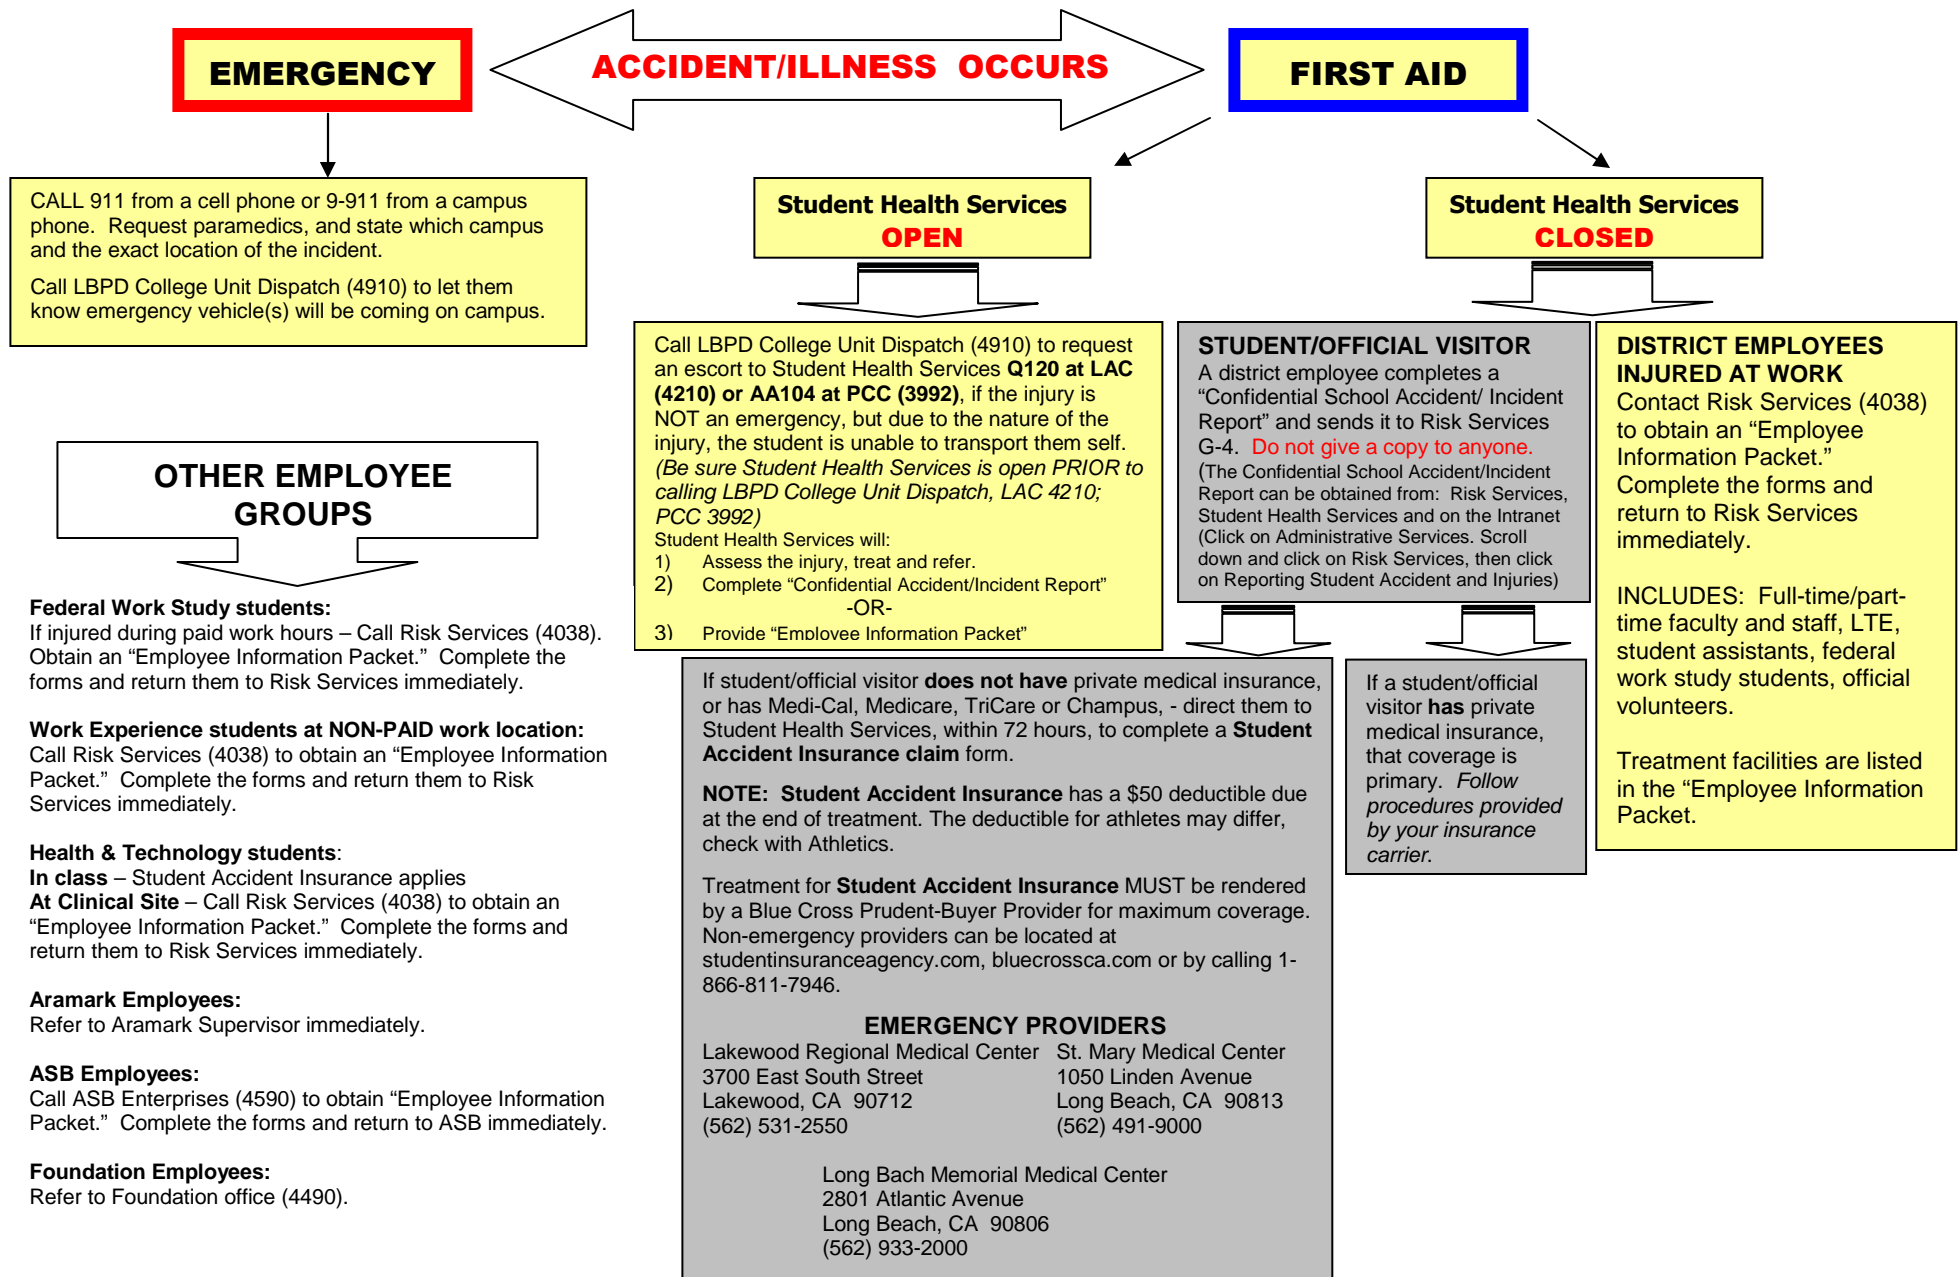 EMERGENCY
ACCIDENT/ILLNESS OCCURS
FIRST AID
CALL 911 from a cell phone or 9-911 from a campus
phone. Request paramedics, and state which campus
and the exact location of the incident.
Call LBPD College Unit Dispatch (4910) to let them
know emergency vehicle(s) will be coming on campus.
OTHER EMPLOYEE
GROUPS
Federal Work Study students:
If injured during paid work hours – Call Risk Services (4038).
Obtain an “Employee Information Packet.” Complete the
forms and return them to Risk Services immediately.
Work Experience students at NON-PAID work location:
Call Risk Services (4038) to obtain an “Employee Information
Packet.” Complete the forms and return them to Risk
Services immediately.
Health & Technology students:
In class – Student Accident Insurance applies
At Clinical Site – Call Risk Services (4038) to obtain an
“Employee Information Packet.” Complete the forms and
return them to Risk Services immediately.
Aramark Employees:
Refer to Aramark Supervisor immediately.
ASB Employees:
Call ASB Enterprises (4590) to obtain “Employee Information
Packet.” Complete the forms and return to ASB immediately.
Foundation Employees:
Refer to Foundation office (4490).
Student Health Services
OPEN
Call LBPD College Unit Dispatch (4910) to request
an escort to Student Health Services Q120 at LAC
(4210) or AA104 at PCC (3992), if the injury is
NOT an emergency, but due to the nature of the
injury, the student is unable to transport them self.
(Be sure Student Health Services is open PRIOR to
calling LBPD College Unit Dispatch, LAC 4210;
PCC 3992)
Student Health Services will:
1) Assess the injury, treat and refer.
2) Complete “Confidential Accident/Incident Report”
-OR-
3) Provide “Employee Information Packet”
Student Health Services
CLOSED
STUDENT/OFFICIAL VISITOR
A district employee completes a
“Confidential School Accident/ Incident
Report” and sends it to Risk Services
G-4. Do not give a copy to anyone.
(The Confidential School Accident/Incident
Report can be obtained from: Risk Services,
Student Health Services and on the Intranet
(Click on Administrative Services. Scroll
down and click on Risk Services, then click
on Reporting Student Accident and Injuries)
If student/official visitor does not have private medical insurance,
or has Medi-Cal, Medicare, TriCare or Champus, - direct them to
Student Health Services, within 72 hours, to complete a Student
Accident Insurance claim form.
NOTE: Student Accident Insurance has a $50 deductible due
at the end of treatment. The deductible for athletes may differ,
check with Athletics.
Treatment for Student Accident Insurance MUST be rendered
by a Blue Cross Prudent-Buyer Provider for maximum coverage.
Non-emergency providers can be located at
studentinsuranceagency.com, bluecrossca.com or by calling 1-
866-811-7946.
EMERGENCY PROVIDERS
Lakewood Regional Medical Center
3700 East South Street
Lakewood, CA 90712
(562) 531-2550
St. Mary Medical Center
1050 Linden Avenue
Long Beach, CA 90813
(562) 491-9000
Long Bach Memorial Medical Center
2801 Atlantic Avenue
Long Beach, CA 90806
(562) 933-2000
If a student/official
visitor has private
medical insurance,
that coverage is
primary. Follow
procedures provided
by your insurance
carrier.
DISTRICT EMPLOYEES
INJURED AT WORK
Contact Risk Services (4038)
to obtain an “Employee
Information Packet.”
Complete the forms and
return to Risk Services
immediately.
INCLUDES: Full-time/part-
time faculty and staff, LTE,
student assistants, federal
work study students, official
volunteers.
Treatment facilities are listed
in the “Employee Information
Packet.